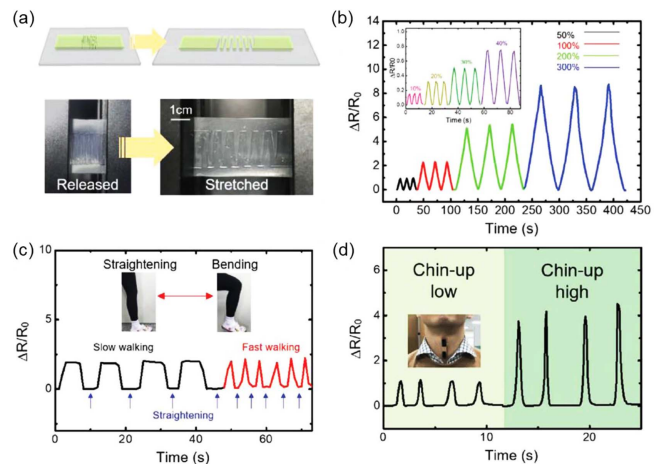 (a)
1cm
Released
Stretched
(b)
ΔR/R0
14
12
10
8
6
4
2
0
50%
100%
200%
300%
ΔR/R0
1.0
0.8
0.6
0.4
0.2
0.0
10%
20%
40%
0 20 40 60 80
Time (s)
0 50 100 150 200 250 300 350 400 450
Time (s)
(c)
ΔR/R0
5
0
Straightening
Bending
Slow walking
Fast walking
Straightening
0 20 40 60
Time (s)
(d)
ΔR/R0
6
4
2
0
Chin-up
low
Chin-up
high
0 10 20
Time (s)